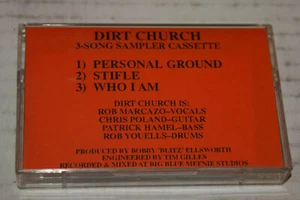 DIRT CHURCH
3-SONG SAMPLER CASSETTE
1) PERSONAL GROUND
2) STIFLE
3) WHO I AM
DIRT CHURCH IS:
ROB MARCAZO-VOCALS
CHRIS POLAND-GUITAR
PATRICK HAMEL-BASS
ROB YOUELLS-DRUMS
PRODUCED BY BOBBY 'BLITZ' ELLSWORTH
ENGINEERED BY TIM GILLES
RECORDED & MIXED AT BIG BLUE MEENIE STUDIOS